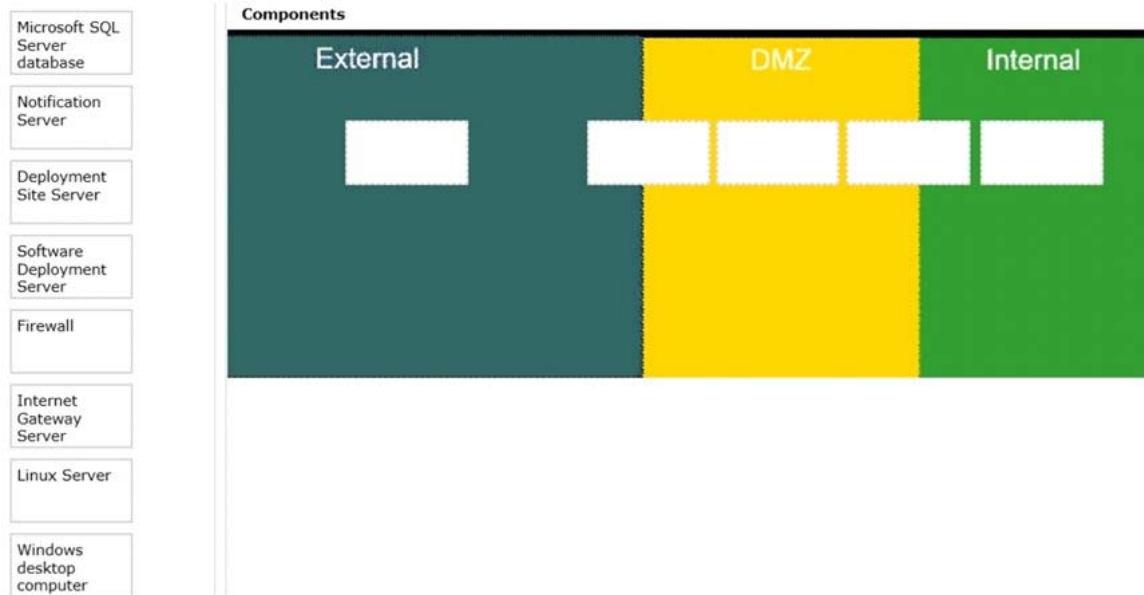 Microsoft SQL
Server
database
Notification
Server
Deployment
Site Server
Software
Deployment
Server
Firewall
Internet
Gateway
Server
Linux Server
Windows
desktop
computer
Components
External
DMZ
Internal